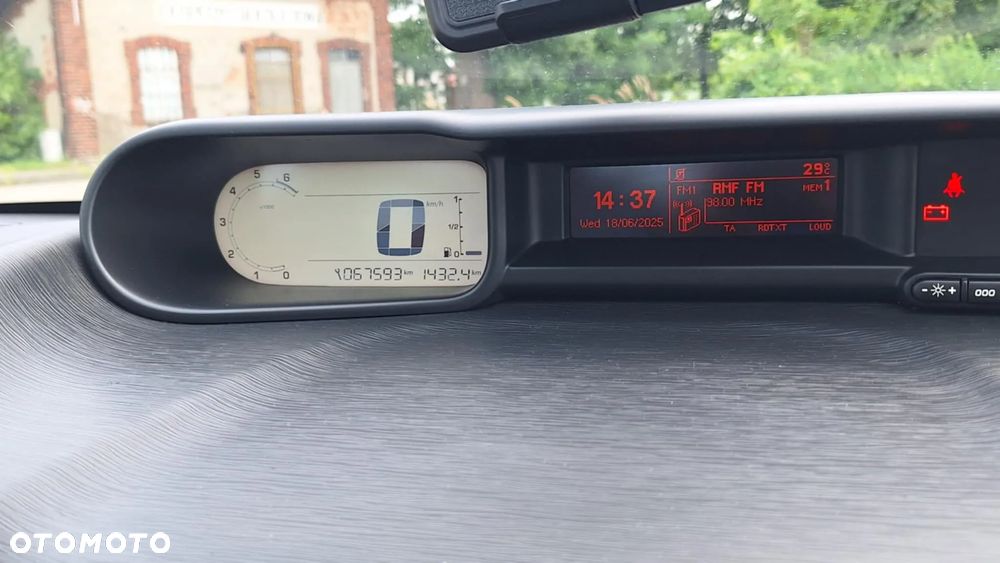 6
5
4
3
2
1
0
x1000
0 km/h
1
1/2
0
067593 km 1432.4 km
14:37
Wed 18/06/2025
29°C
FM1 RMF FM MEM1
98.00 MHz
TA RDTXT LOUD
- +
OTOMOTO